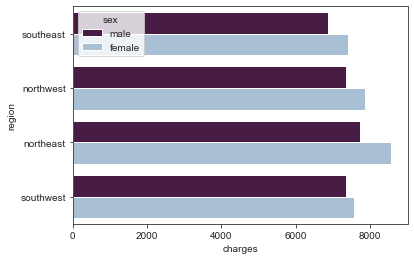 sex
male
female
southeast
northwest
northeast
southwest
region
0 2000 4000 6000 8000
charges